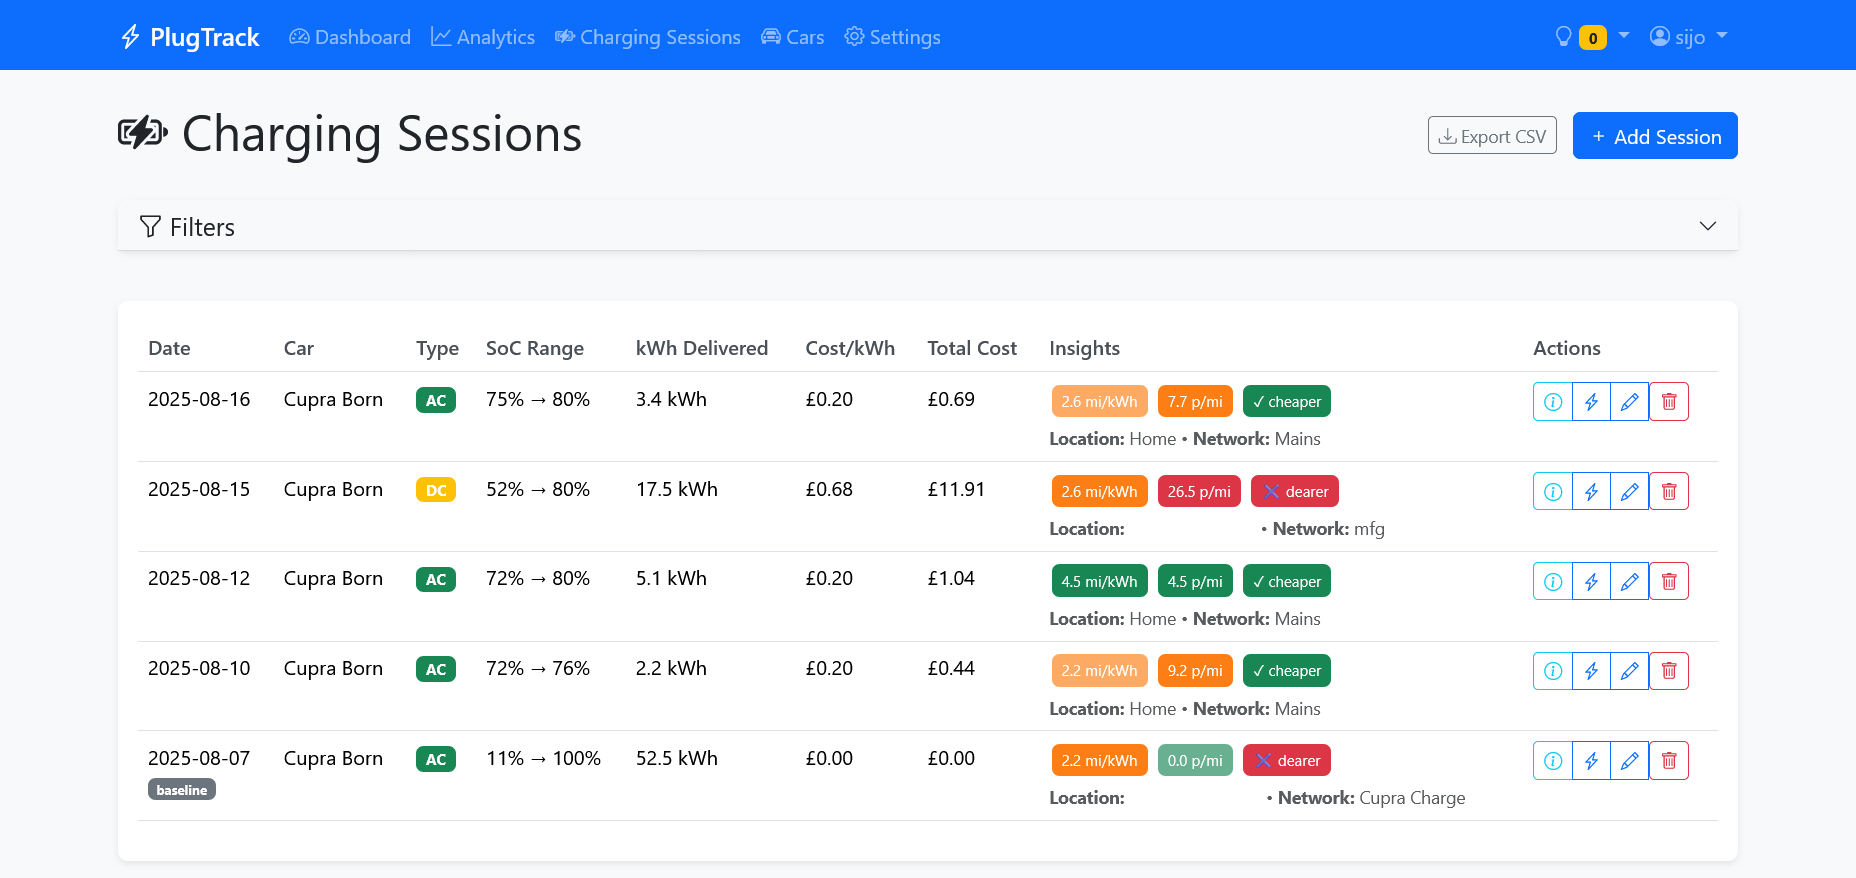 PlugTrack Dashboard Analytics Charging Sessions Cars Settings 0 sijo
Charging Sessions
Export CSV
+ Add Session
Filters
Date Car Type SoC Range kWh Delivered Cost/kWh Total Cost Insights Actions
2025-08-16 Cupra Born AC 75% → 80% 3.4 kWh £0.20 £0.69 2.6 mi/kWh 7.7 p/mi ✓ cheaper
Location: Home • Network: Mains
2025-08-15 Cupra Born DC 52% → 80% 17.5 kWh £0.68 £11.91 2.6 mi/kWh 26.5 p/mi ❌ dearer
Location: • Network: mfg
2025-08-12 Cupra Born AC 72% → 80% 5.1 kWh £0.20 £1.04 4.5 mi/kWh 4.5 p/mi ✓ cheaper
Location: Home • Network: Mains
2025-08-10 Cupra Born AC 72% → 76% 2.2 kWh £0.20 £0.44 2.2 mi/kWh 9.2 p/mi ✓ cheaper
Location: Home • Network: Mains
2025-08-07 Cupra Born AC 11% → 100% 52.5 kWh £0.00 £0.00 2.2 mi/kWh 0.0 p/mi ❌ dearer
baseline
Location: • Network: Cupra Charge